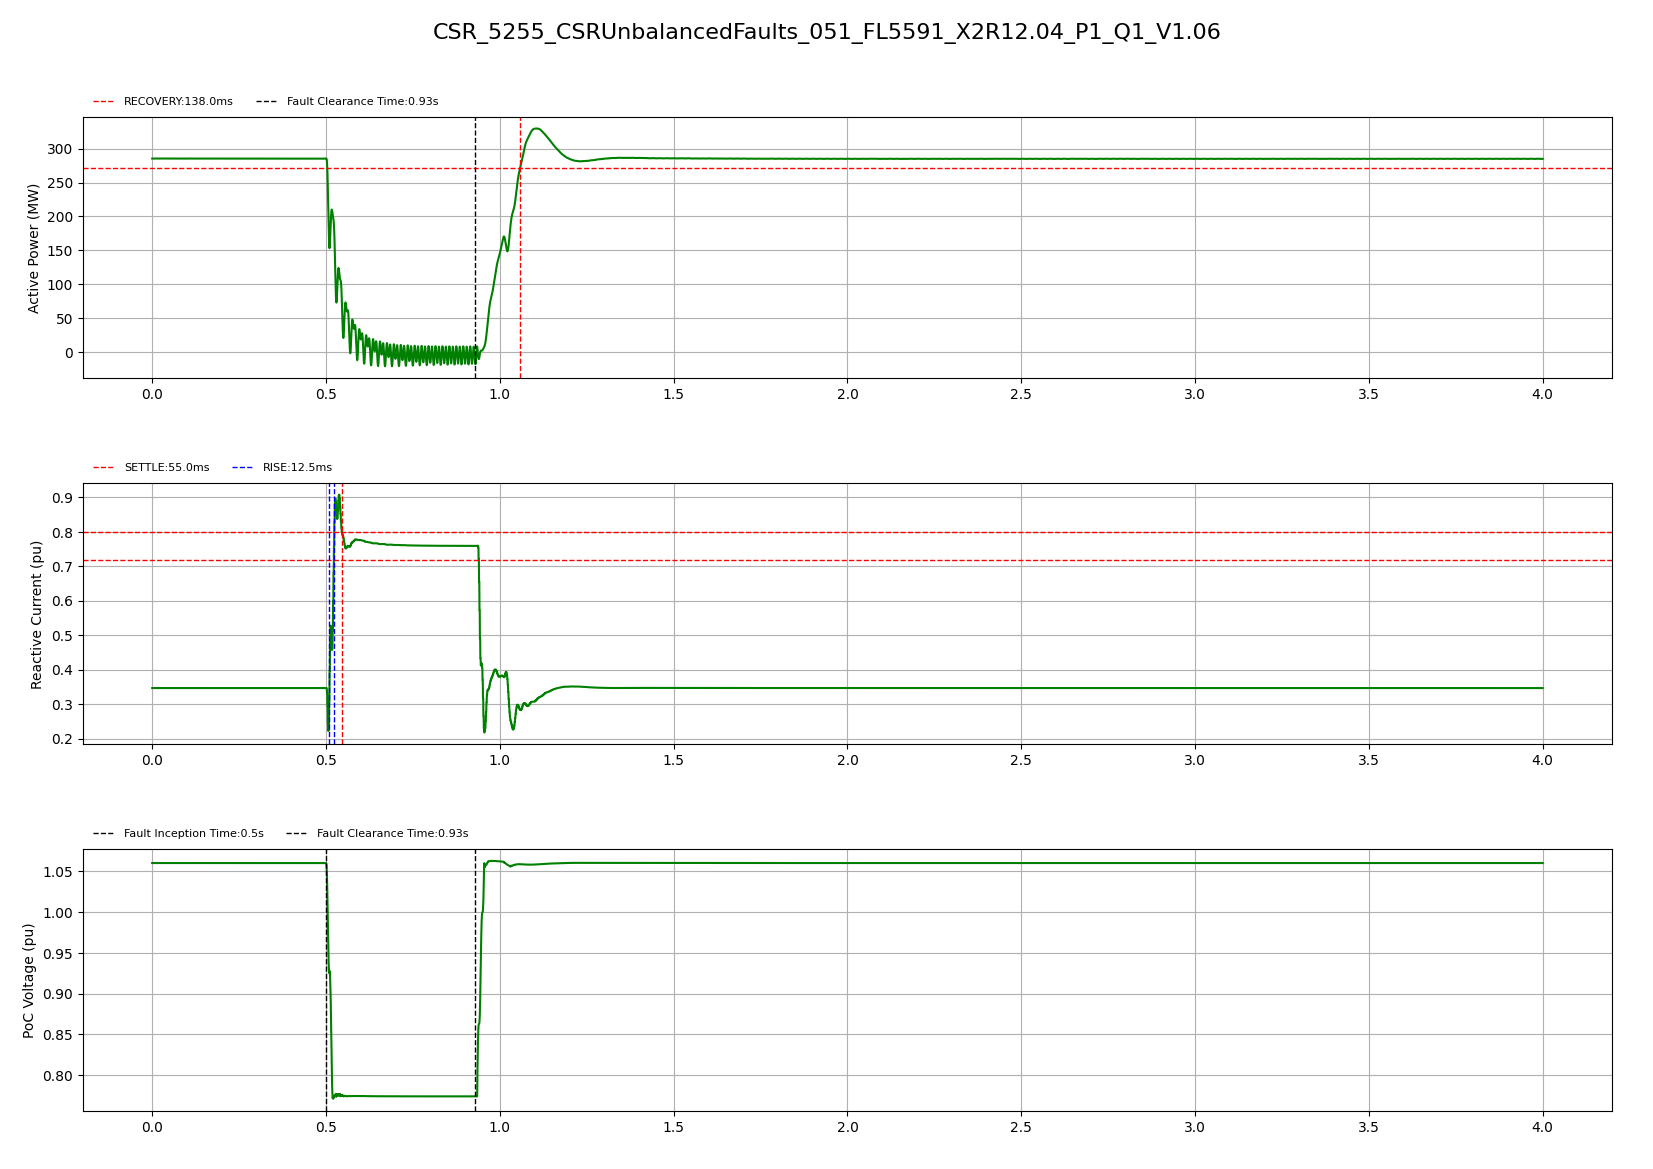 CSR_5255_CSRUnbalancedFaults_051_FL5591_X2R12.04_P1_Q1_V1.06
RECOVERY:138.0ms Fault Clearance Time:0.93s
300
250
200
150
100
50
0
Active Power (MW)
0.0 0.5 1.0 1.5 2.0 2.5 3.0 3.5 4.0
SETTLE:55.0ms RISE:12.5ms
0.9
0.8
0.7
0.6
0.5
0.4
0.3
0.2
Reactive Current (pu)
0.0 0.5 1.0 1.5 2.0 2.5 3.0 3.5 4.0
Fault Inception Time:0.5s Fault Clearance Time:0.93s
1.05
1.00
0.95
0.90
0.85
0.80
PoC Voltage (pu)
0.0 0.5 1.0 1.5 2.0 2.5 3.0 3.5 4.0